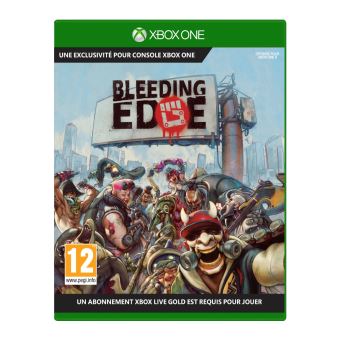 XBOX ONE
UNE EXCLUSIVITÉ POUR CONSOLE XBOX ONE
BLEEDING
EDGE
12
www.pegi.info
UN ABONNEMENT XBOX LIVE GOLD EST REQUIS POUR JOUER